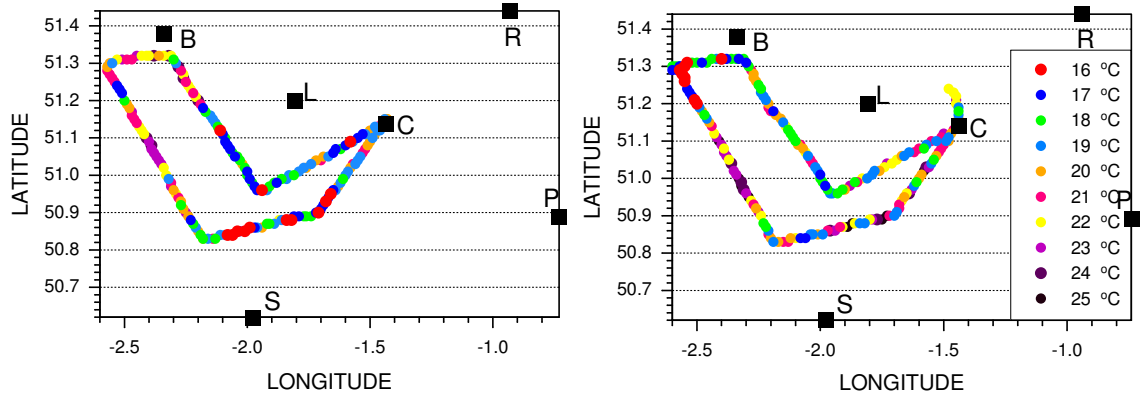 51.4
51.3
51.2
51.1
51.0
50.9
50.8
50.7
LATITUDE
B
R
L
C
P
S
-2.5
-2.0
-1.5
-1.0
LONGITUDE
51.4
51.3
51.2
51.1
51.0
50.9
50.8
50.7
LATITUDE
B
R
L
C
P
S
16 ºC
17 ºC
18 ºC
19 ºC
20 ºC
21 ºC
22 ºC
23 ºC
24 ºC
25 ºC
-2.5
-2.0
-1.5
-1.0
LONGITUDE